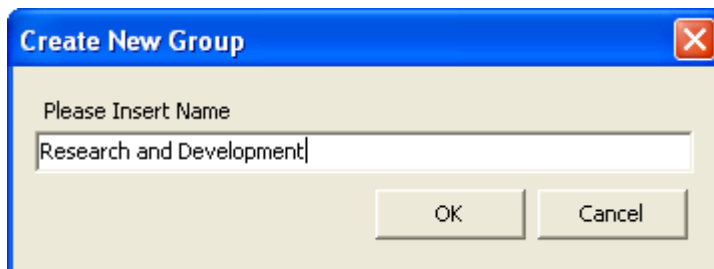 Create New Group
Please Insert Name
Research and Development
OK Cancel